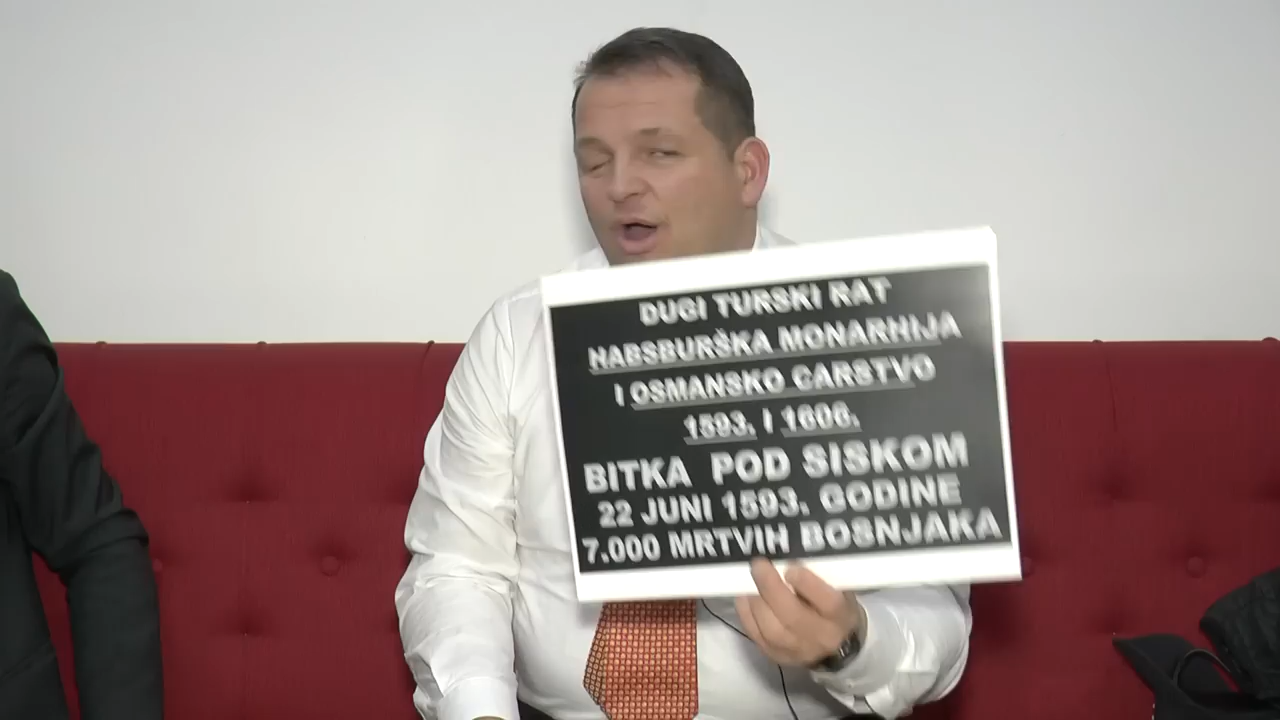 DUGI TURSKI RAT
HABSBURŠKA MONARHIJA
I OSMANSKO CARSTVO
1593. I 1606.
BITKA POD SISKOM
22 JUNI 1593. GODINE
7.000 MRTVIH BOSNJAKA